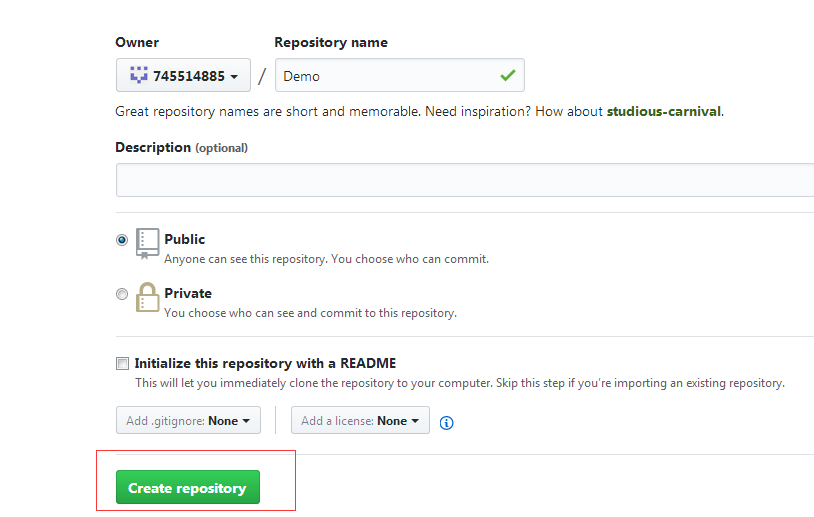 Owner Repository name
745514885 / Demo
Great repository names are short and memorable. Need inspiration? How about studious-carnival.
Description (optional)
Public
Anyone can see this repository. You choose who can commit.
Private
You choose who can see and commit to this repository.
Initialize this repository with a README
This will let you immediately clone the repository to your computer. Skip this step if you're importing an existing repository.
Add .gitignore: None Add a license: None
Create repository